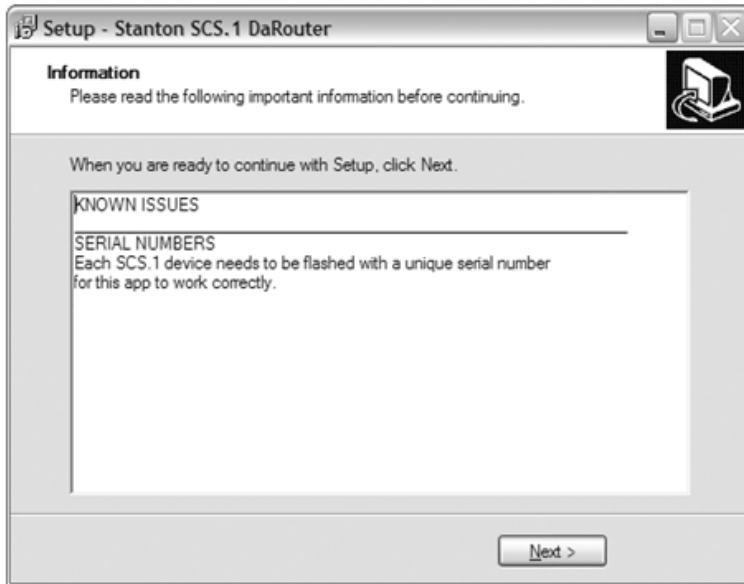 Setup - Stanton SCS.1 DaRouter
Information
Please read the following important information before continuing.
When you are ready to continue with Setup, click Next.
KNOWN ISSUES
SERIAL NUMBERS
Each SCS.1 device needs to be flashed with a unique serial number
for this app to work correctly.
Next >